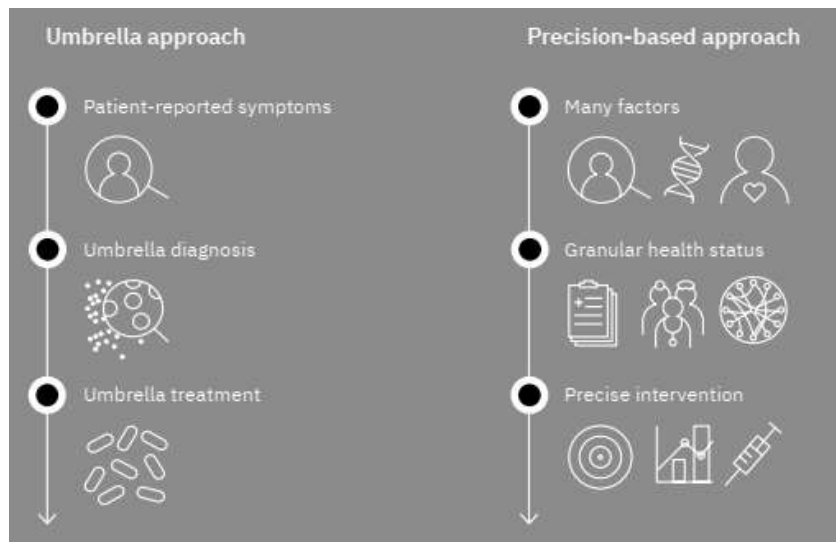 Umbrella approach
Patient-reported symptoms
Umbrella diagnosis
Umbrella treatment
Precision-based approach
Many factors
Granular health status
Precise intervention